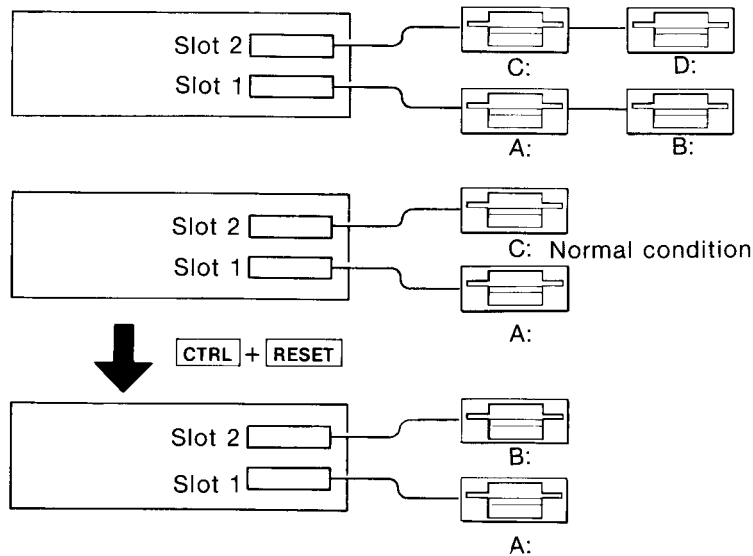 Slot 2
C: D:
Slot 1
A: B:
Slot 2
C: Normal condition
Slot 1
A:
CTRL + RESET
Slot 2
B:
Slot 1
A: